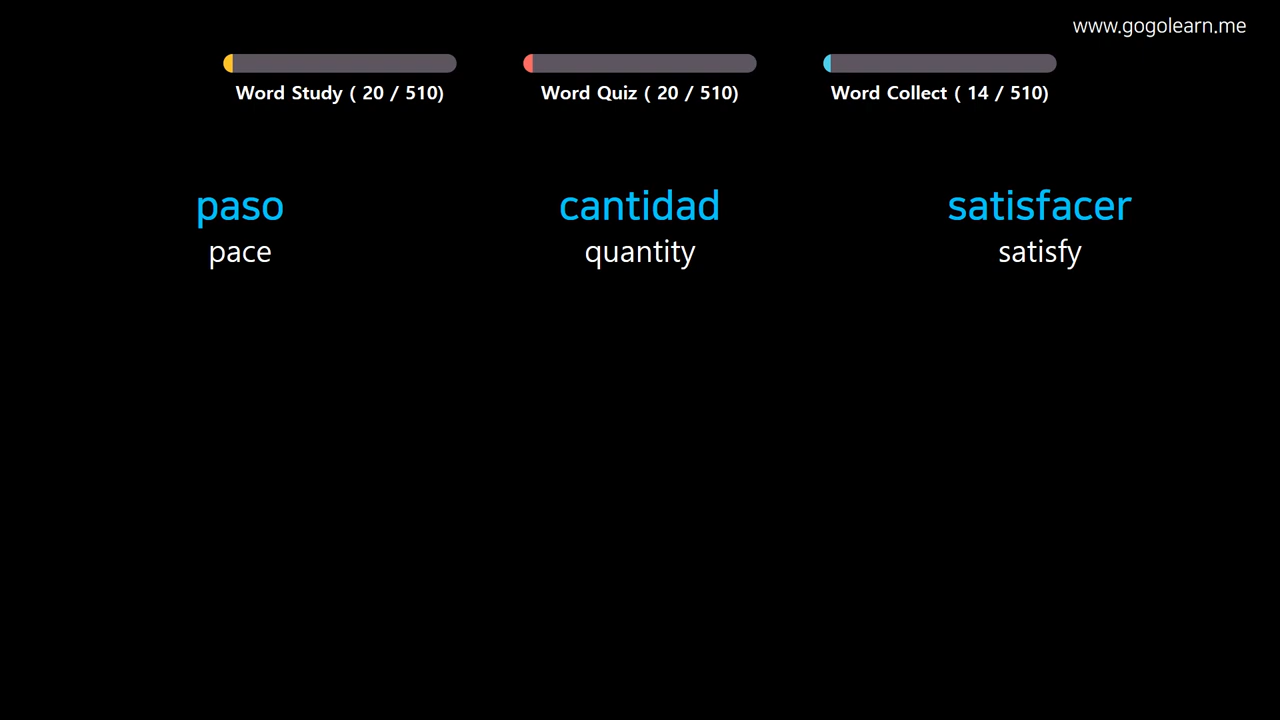 www.gogolearn.me
Word Study ( 20 / 510)
Word Quiz ( 20 / 510)
Word Collect ( 14 / 510)
paso
pace
cantidad
quantity
satisfacer
satisfy